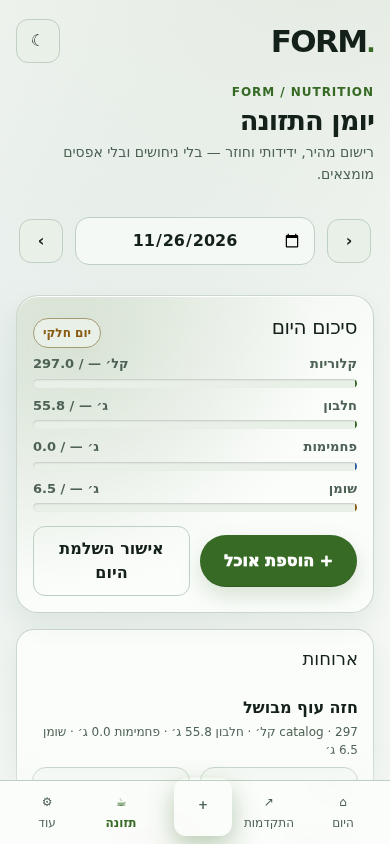 FORM.
FORM / NUTRITION
יומן התזונה
רישום מהיר, ידידותי וחוזר — בלי ניחושים ובלי אפסים
מומצאים.
11/26/2026
סיכום היום
יום חלקי
קלוריות
297.0 / — קל׳
חלבון
55.8 / — ג׳
פחמימות
0.0 / — ג׳
שומן
6.5 / — ג׳
+ הוספת אוכל
אישור השלמת
היום
ארוחות
חזה עוף מבושל
catalog · 297 קל׳ · חלבון 55.8 ג׳ · פחמימות 0.0 ג׳ · שומן
6.5 ג׳
היום
התקדמות
+
תזונה
עוד